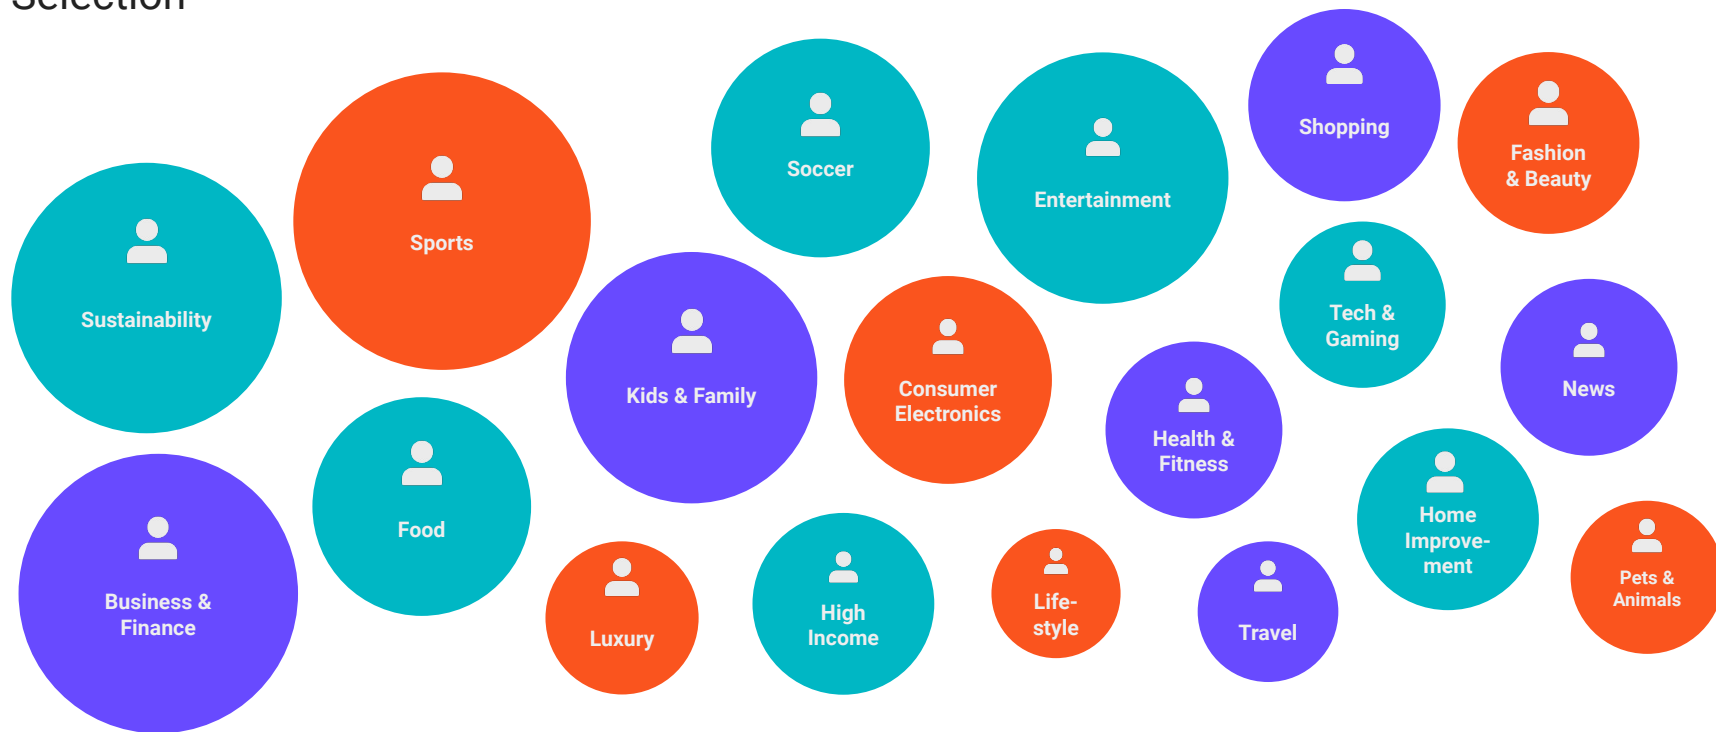 Selection
Shopping
Fashion
& Beauty
Soccer
Entertainment
Sports
Sustainability
Tech &
Gaming
Kids & Family
Consumer
Electronics
News
Health &
Fitness
Food
Home
Improve-
ment
Business &
Finance
Luxury
High
Income
Life-
style
Travel
Pets &
Animals